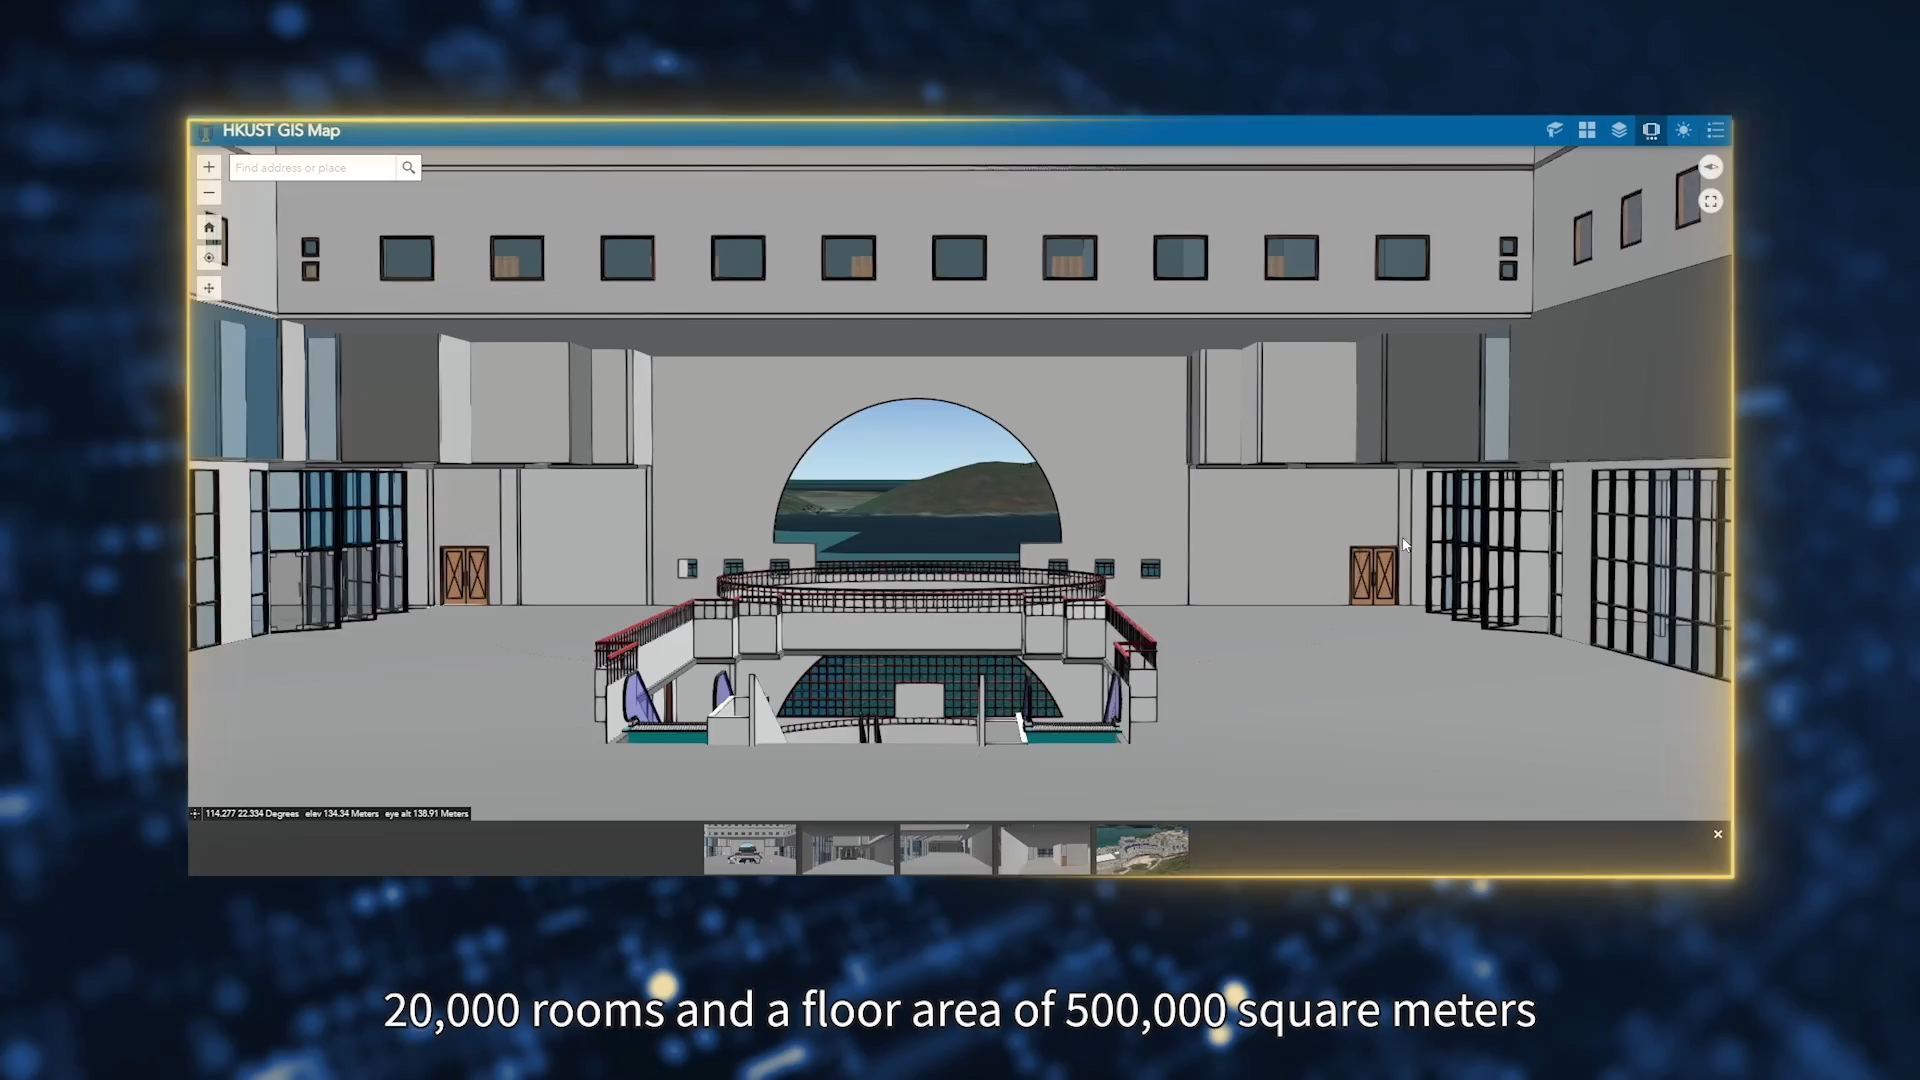 HKUST GIS Map
Find address or place
114.277 22.334 Degrees elev 134.34 Meters eye alt 138.91 Meters
20,000 rooms and a floor area of 500,000 square meters